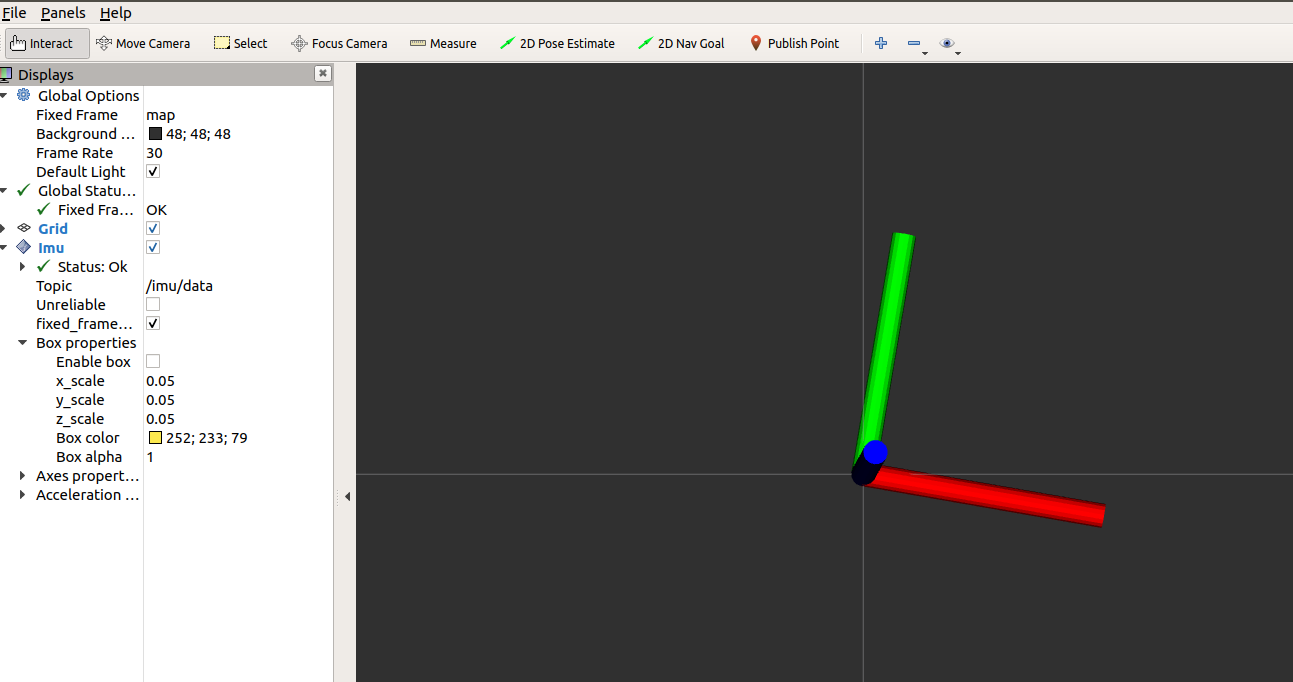 File Panels Help
Interact Move Camera Select Focus Camera Measure 2D Pose Estimate 2D Nav Goal Publish Point
Displays
Global Options
Fixed Frame map
Background ... 48; 48; 48
Frame Rate 30
Default Light
Global Statu...
Fixed Fra... OK
Grid
Imu
Status: Ok
Topic /imu/data
Unreliable
fixed_frame...
Box properties
Enable box
x_scale 0.05
y_scale 0.05
z_scale 0.05
Box color 252; 233; 79
Box alpha 1
Axes propert...
Acceleration ...